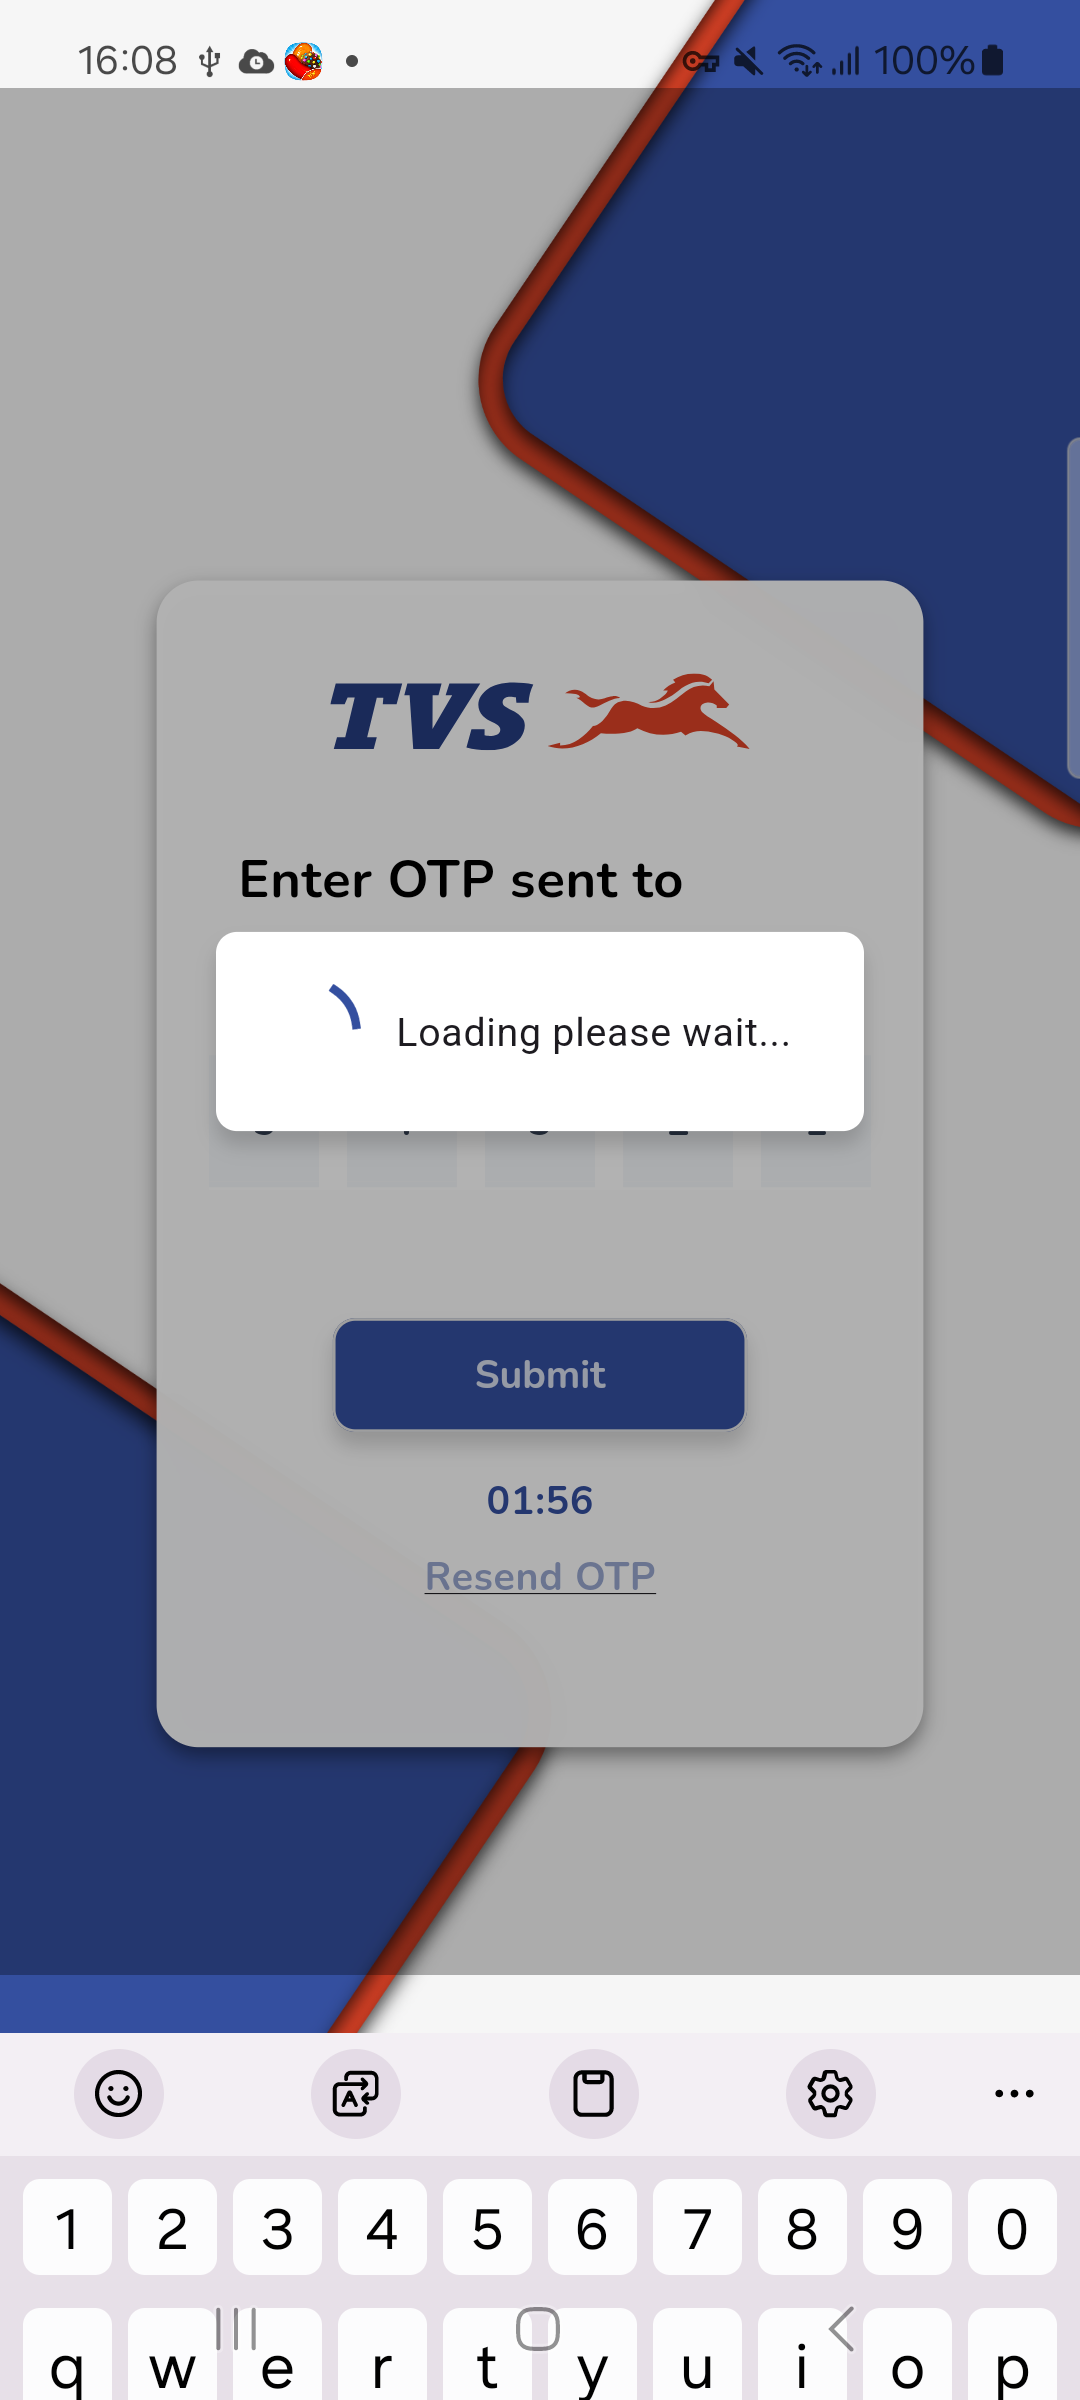 16:08
100%
TVS
Enter OTP sent to
Loading please wait...
Submit
01:56
Resend OTP
1 2 3 4 5 6 7 8 9 0
q w e r t y u i o p